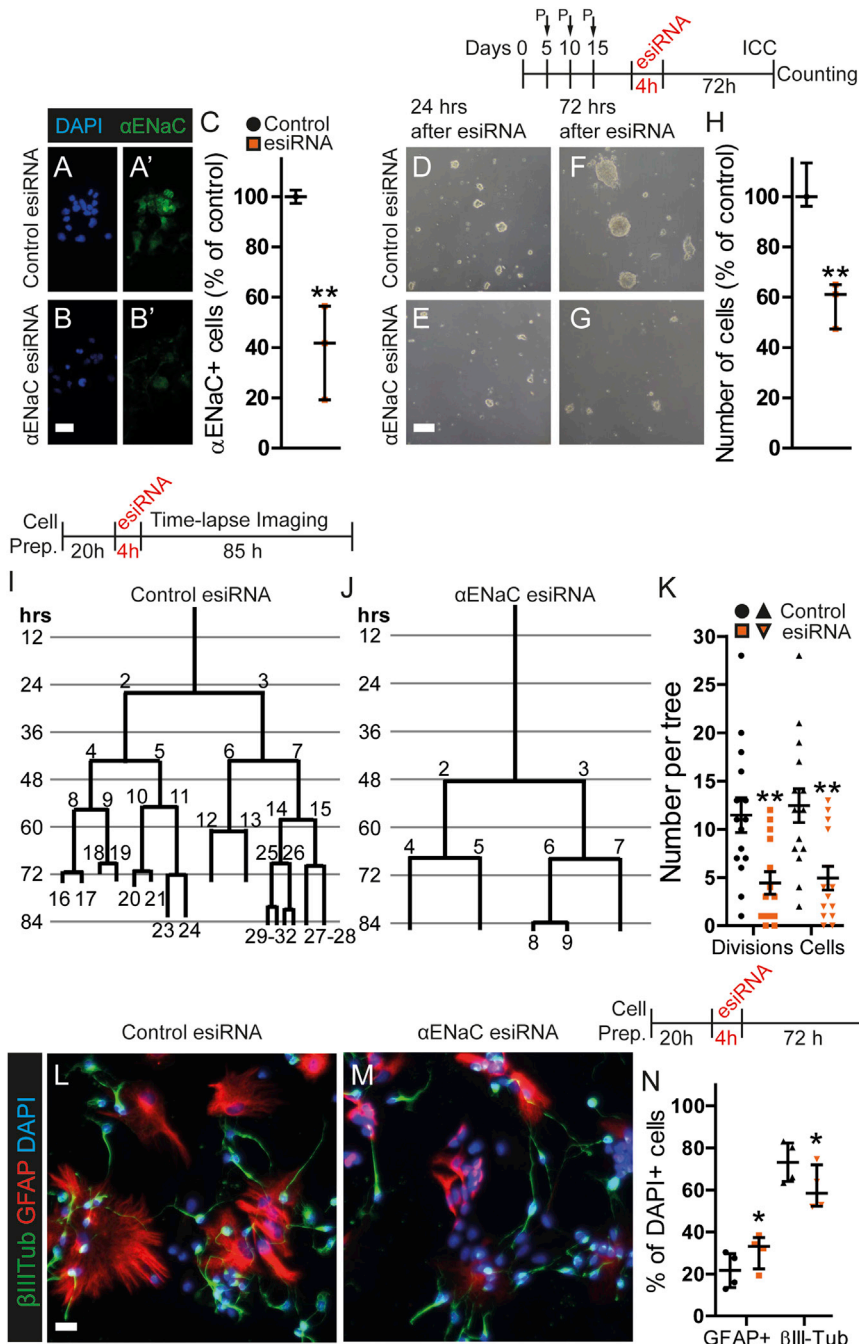 P P P
Days 0 5 10 15 esiRNA ICC
4h 72h Counting
DAPI αENaC
C
Control
esiRNA
A A'
B B'
Control esiRNA
αENaC esiRNA
αENaC+ cells (% of control)
100
80
60
40
20
0
**
24 hrs
after esiRNA
72 hrs
after esiRNA
D F
E G
Control esiRNA
αENaC esiRNA
H
Number of cells (% of control)
100
80
60
40
20
0
**
Cell
Prep.
esiRNA
Time-lapse Imaging
20h 4h 85 h
I
Control esiRNA
hrs
12
24
36
48
60
72
84
2 3
4 5 6 7
8 9 10 11 12 13 14 15
18 19 25 26
16 17 20 21
23 24 29-32 27-28
J
αENaC esiRNA
hrs
12
24
36
48
60
72
84
2 3
4 5 6 7
8 9
K
Control
esiRNA
Number per tree
30
25
20
15
10
5
0
** **
Divisions Cells
Cell
Prep.
esiRNA
20h 4h 72 h
βIIITub GFAP DAPI
Control esiRNA
αENaC esiRNA
L M
N
% of DAPI+ cells
100
80
60
40
20
0
* *
GFAP+ βIII-Tub